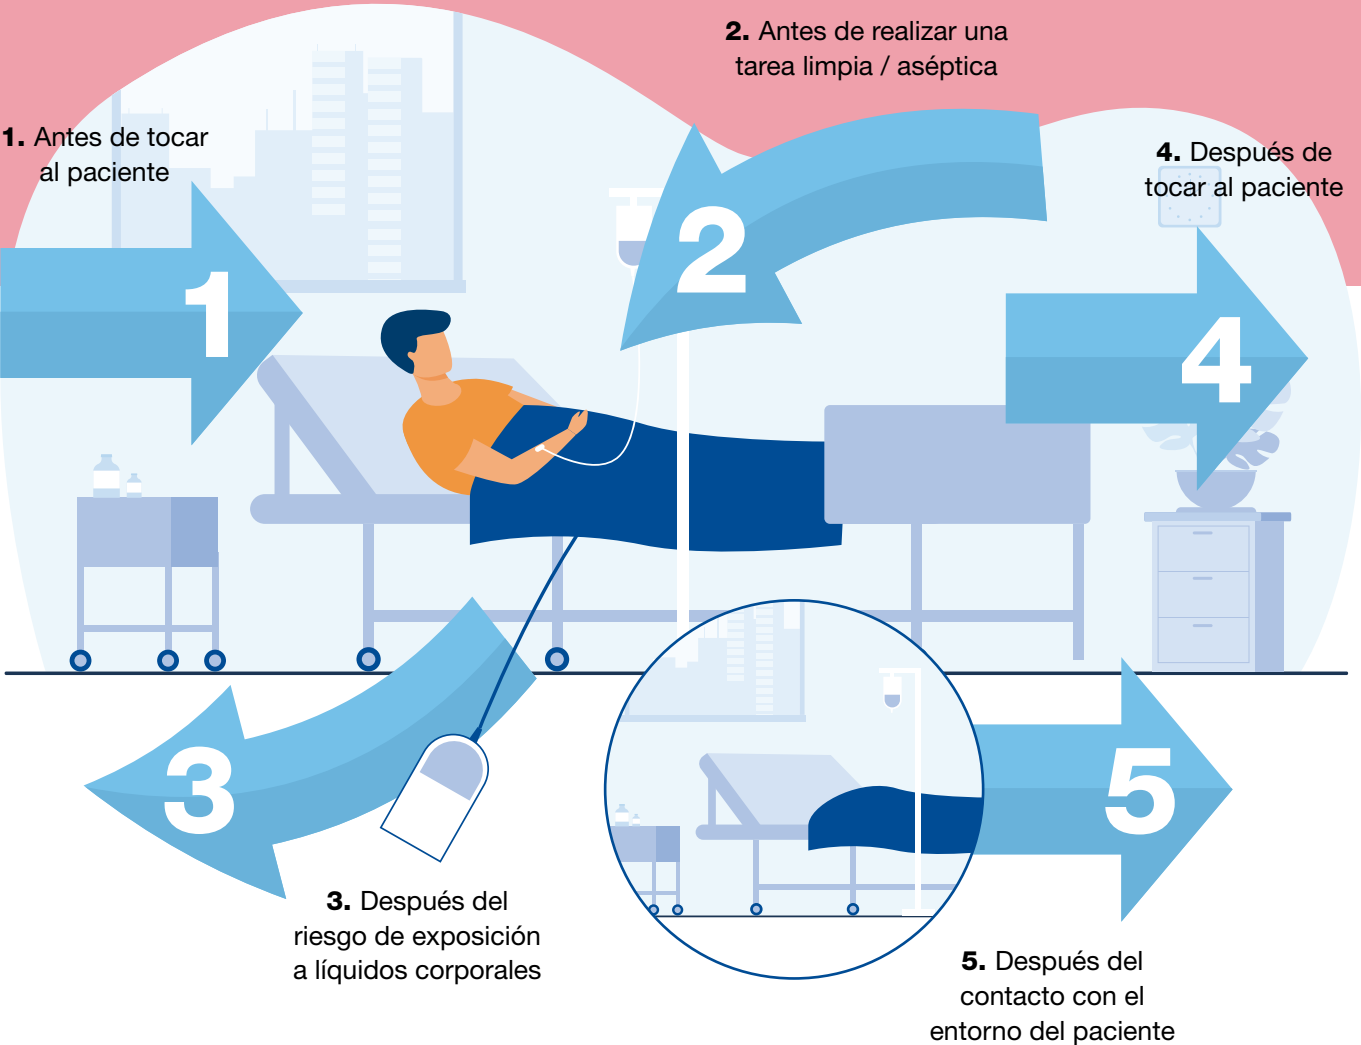 1. Antes de tocar
al paciente
2. Antes de realizar una
tarea limpia / aséptica
4. Después de
tocar al paciente
1
2
4
3
5
3. Después del
riesgo de exposición
a líquidos corporales
5. Después del
contacto con el
entorno del paciente